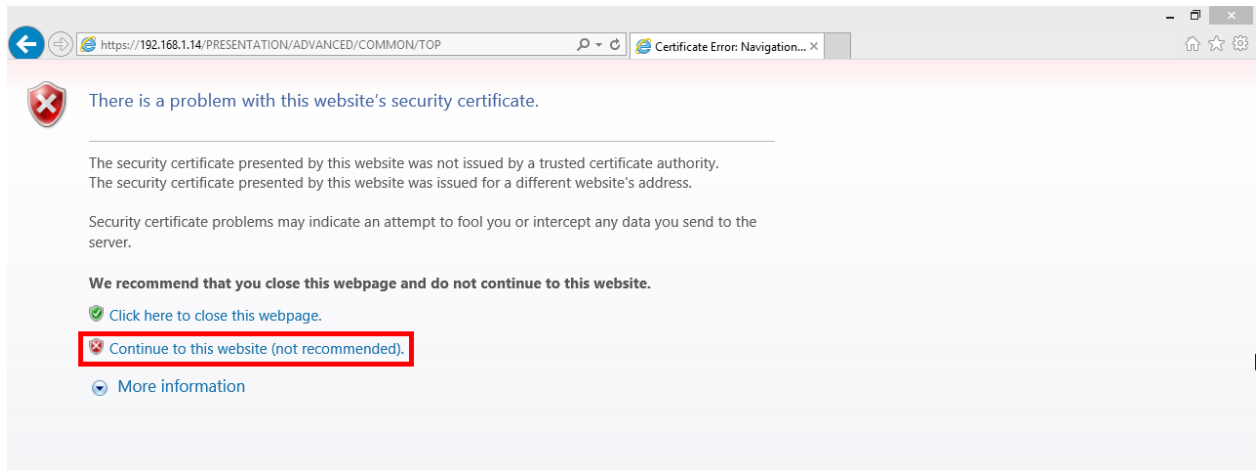 https://192.168.1.14/PRESENTATION/ADVANCED/COMMON/TOP
Certificate Error: Navigation...
There is a problem with this website's security certificate.
The security certificate presented by this website was not issued by a trusted certificate authority.
The security certificate presented by this website was issued for a different website's address.
Security certificate problems may indicate an attempt to fool you or intercept any data you send to the
server.
We recommend that you close this webpage and do not continue to this website.
Click here to close this webpage.
Continue to this website (not recommended).
More information